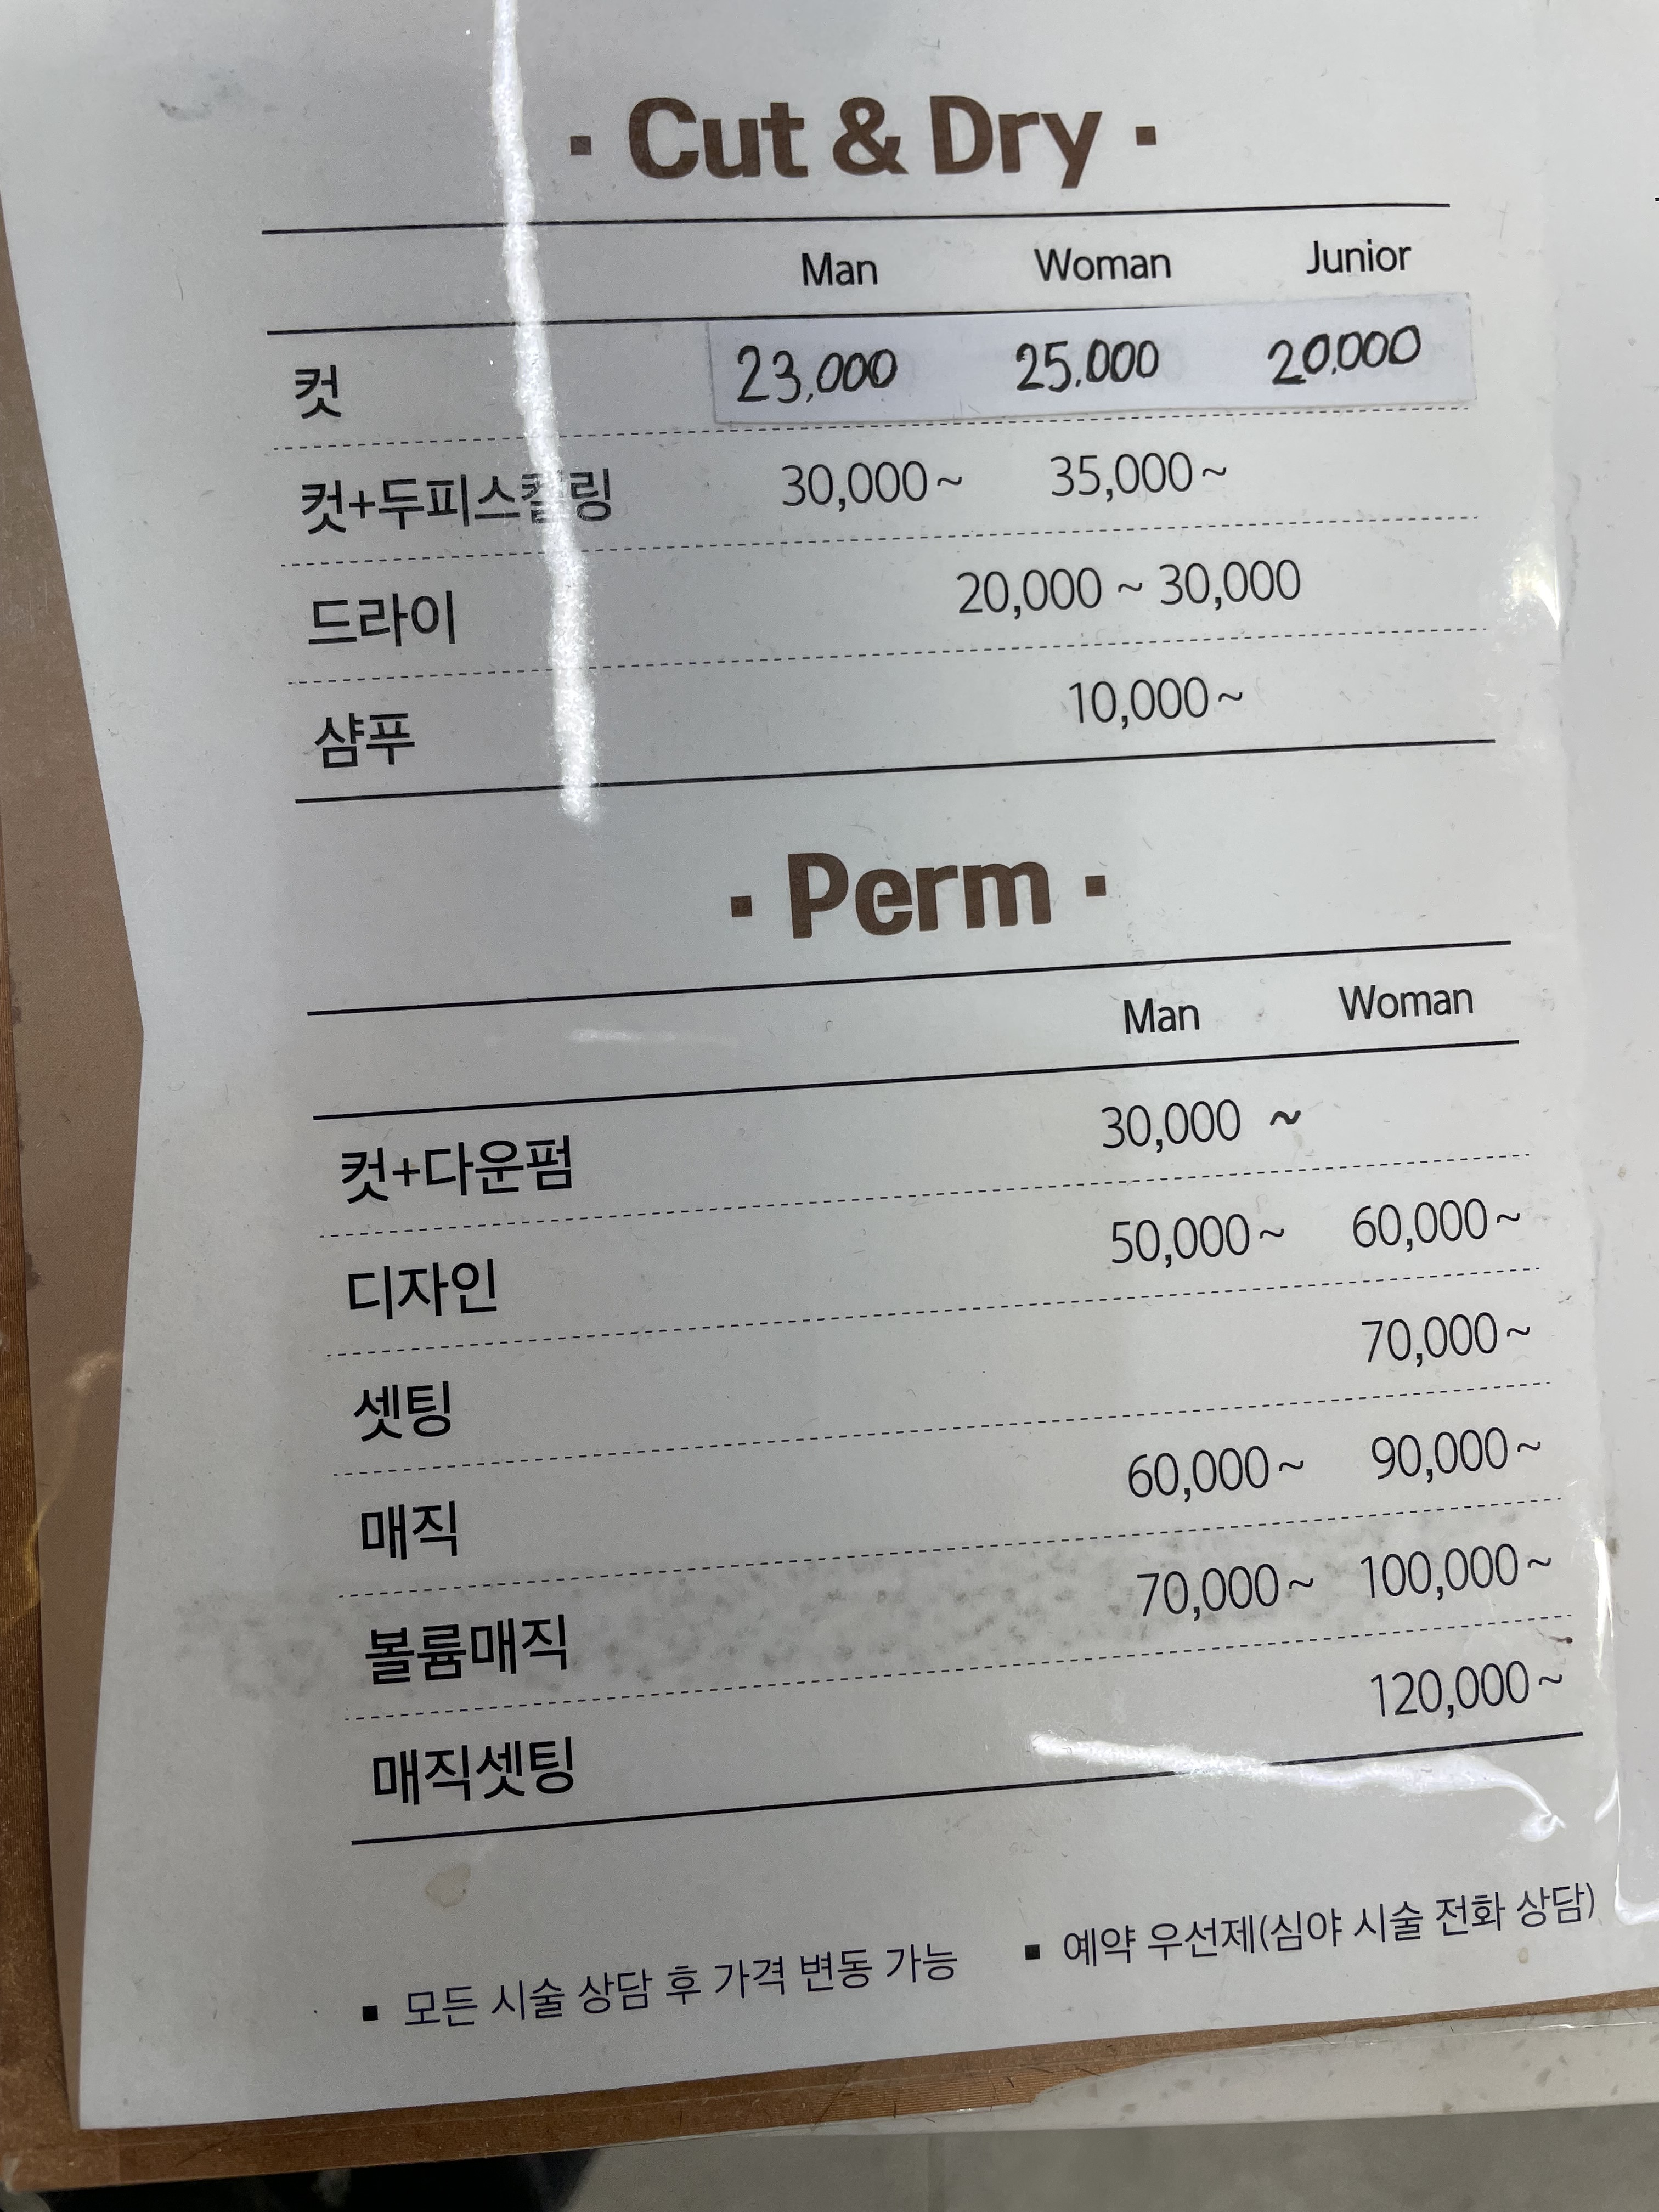 · Cut & Dry ·
Man Woman Junior
컷 23,000 25.000 20.000
컷+두피스켈링 30,000~ 35,000~
드라이 20,000 ~ 30,000
샴푸 10,000~
· Perm ·
Man Woman
컷+다운펌 30,000 ~
디자인 50,000~ 60,000~
셋팅 70,000~
매직 60,000~ 90,000~
볼륨매직 70,000~ 100,000~
매직셋팅 120,000~
▪ 모든 시술 상담 후 가격 변동 가능 ▪ 예약 우선제(심야 시술 전화 상담)